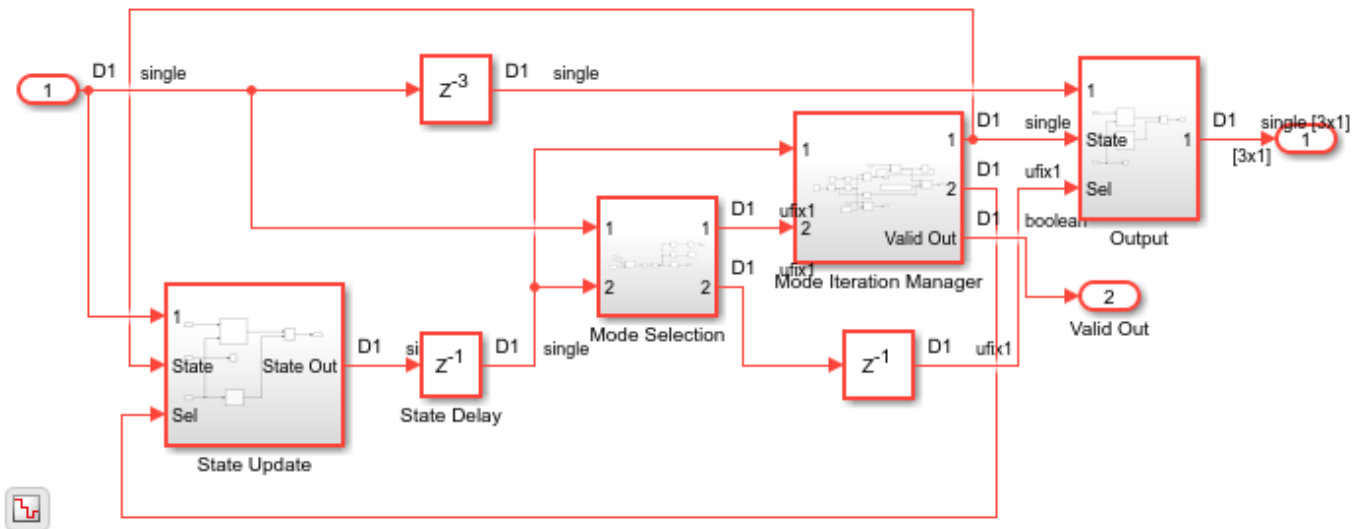 D1 single
1
Z-3
D1 single
1
State
Sel
1
Output
D1 single [3x1]
[3x1]
1
1
2
1
2
Valid Out
Mode Iteration Manager
D1 single
D1 ufix1
D1 boolean
2
Valid Out
1
2
1
2
Mode Selection
D1 ufix1
D1 ufix1
1
State
Sel
State Out
State Update
D1
Z-1
State Delay
D1 single
Z-1
D1 ufix1